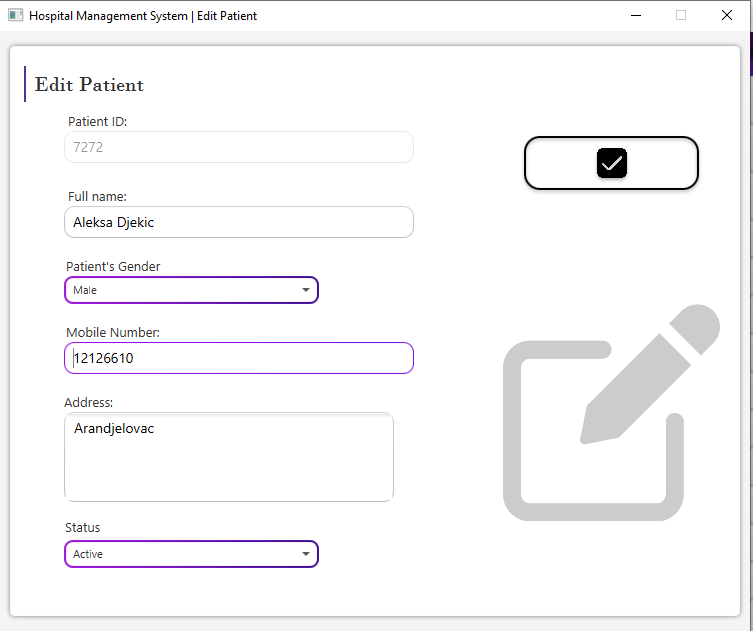 Hospital Management System | Edit Patient
Edit Patient
Patient ID:
7272
Full name:
Aleksa Djekic
Patient's Gender
Male
Mobile Number:
12126610
Address:
Arandjelovac
Status
Active